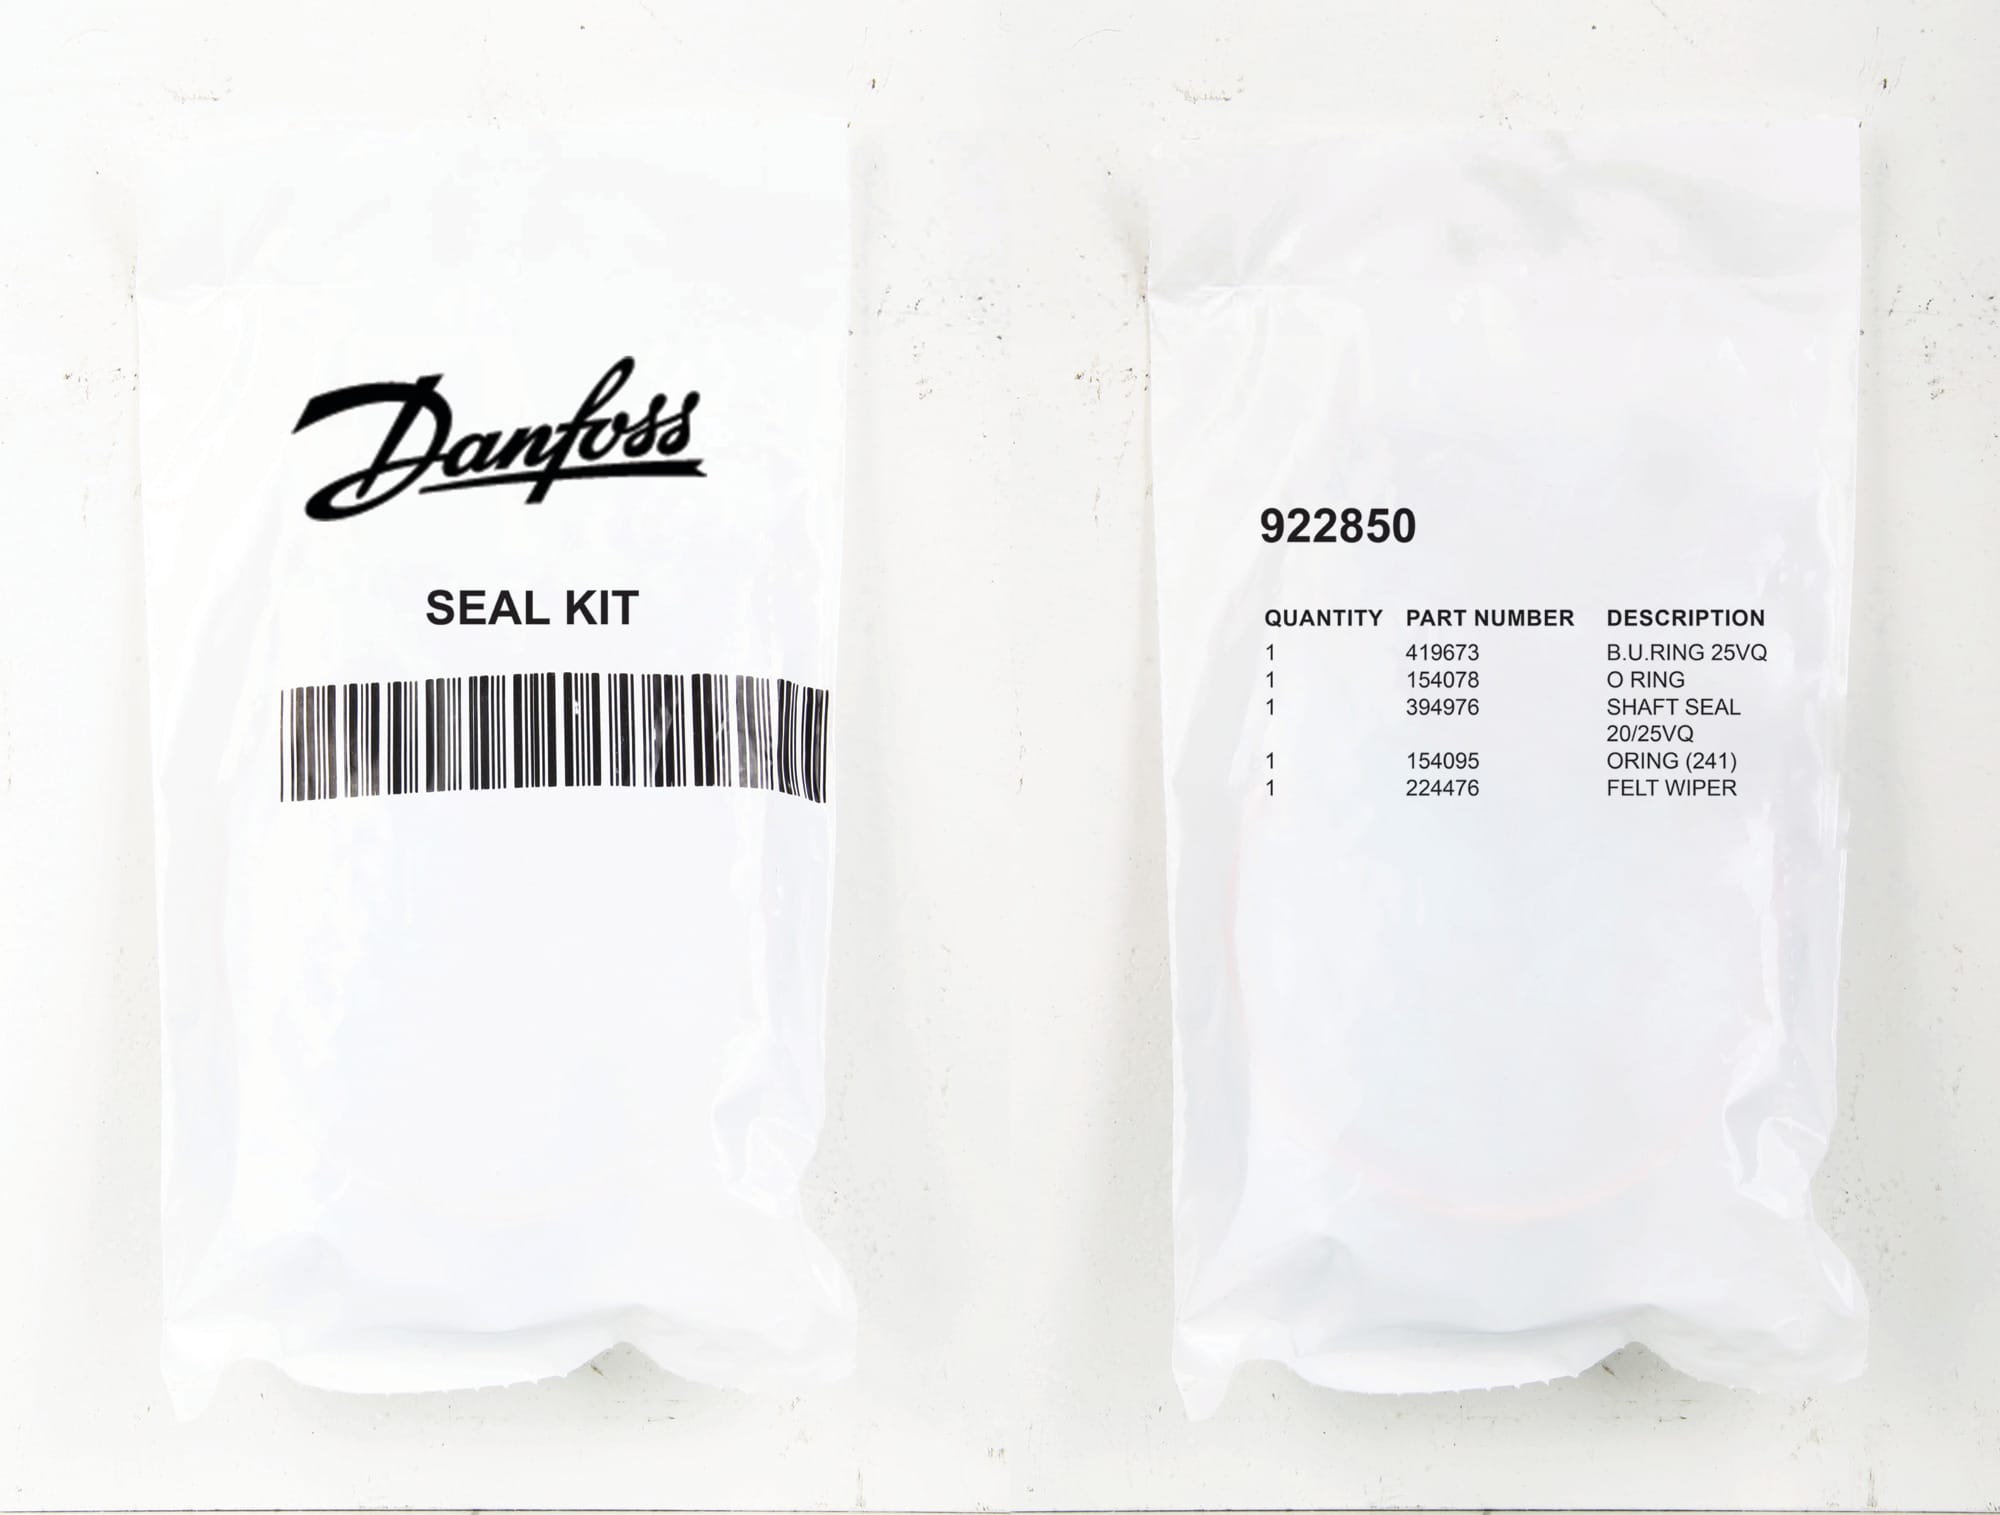 Danfoss
SEAL KIT
922850
QUANTITY PART NUMBER DESCRIPTION
1 419673 B.U.RING 25VQ
1 154078 O RING
1 394976 SHAFT SEAL
20/25VQ
1 154095 ORING (241)
1 224476 FELT WIPER